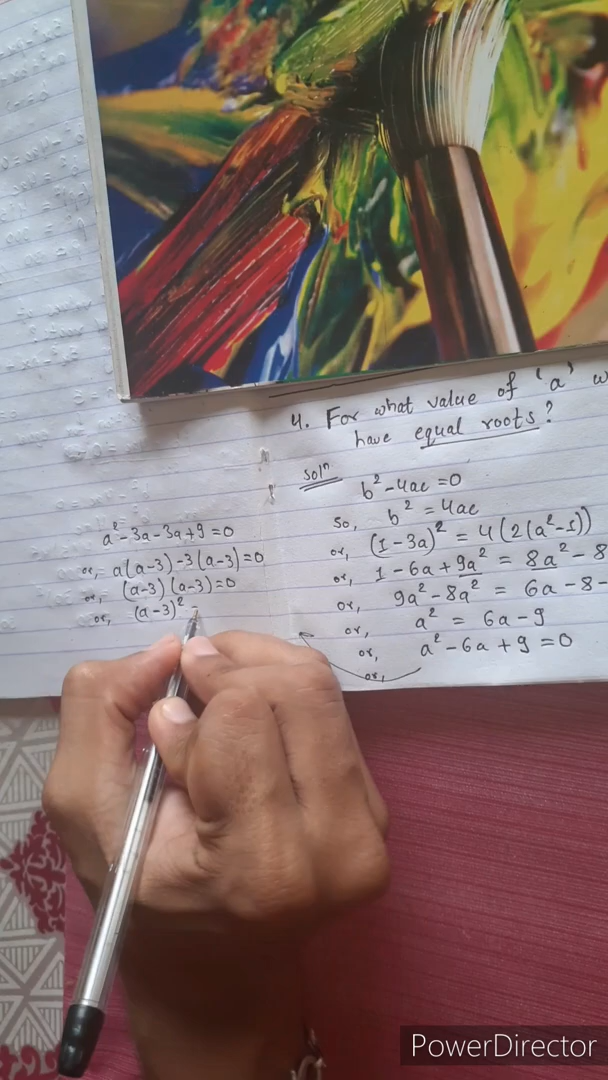 4. For what value of 'a' w
have equal roots?
Solⁿ
b²-4ac=0
So, b² = 4ac
or, (1-3a)² = 4(2(a²-1))
or, 1-6a+9a² = 8a²-8
or, 9a²-8a² = 6a-8-
or, a² = 6a-9
or, a²-6a+9=0
or,
a²-3a-3a+9=0
or, a(a-3)-3(a-3)=0
or, (a-3)(a-3)=0
or, (a-3)² =
PowerDirector